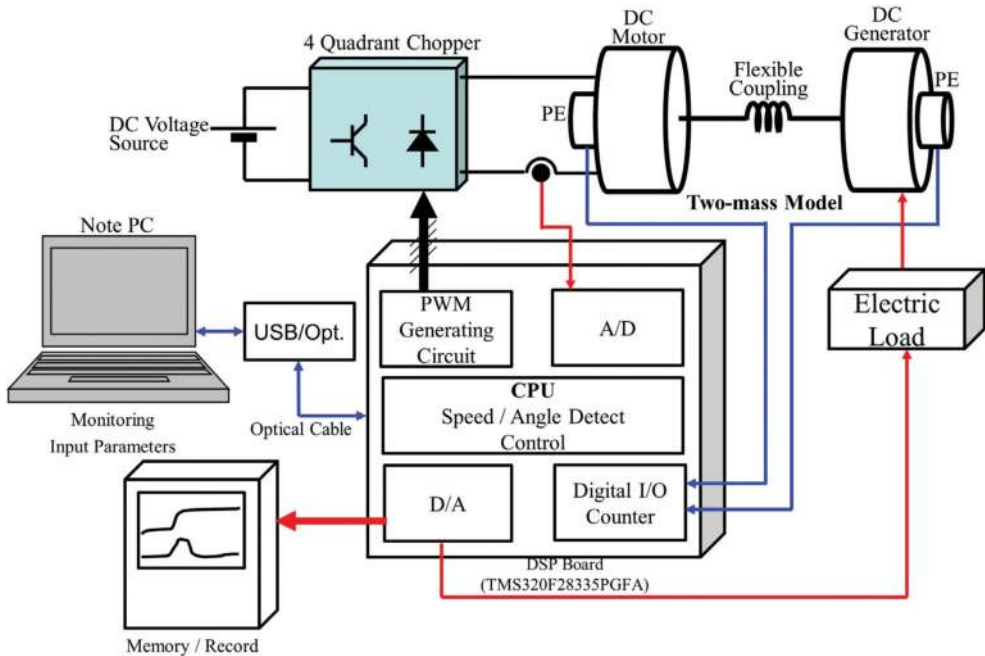 4 Quadrant Chopper
DC
Motor
DC
Generator
Flexible
Coupling
PE
PE
DC Voltage
Source
Two-mass Model
Note PC
PWM
Generating
Circuit
A/D
Electric
Load
USB/Opt.
CPU
Speed / Angle Detect
Control
Monitoring
Input Parameters
Optical Cable
D/A
Digital I/O
Counter
DSP Board
(TMS320F28335PGFA)
Memory / Record